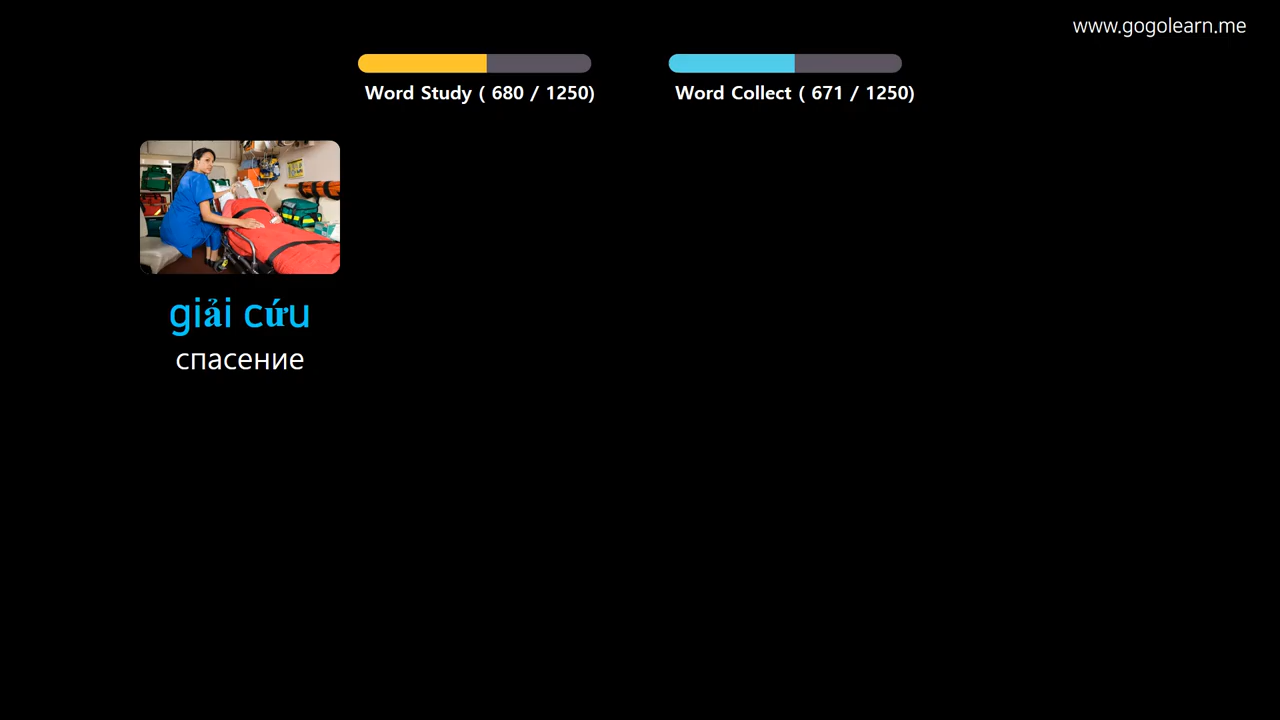 www.gogolearn.me
Word Study ( 680 / 1250)
Word Collect ( 671 / 1250)
giải cứu
спасение